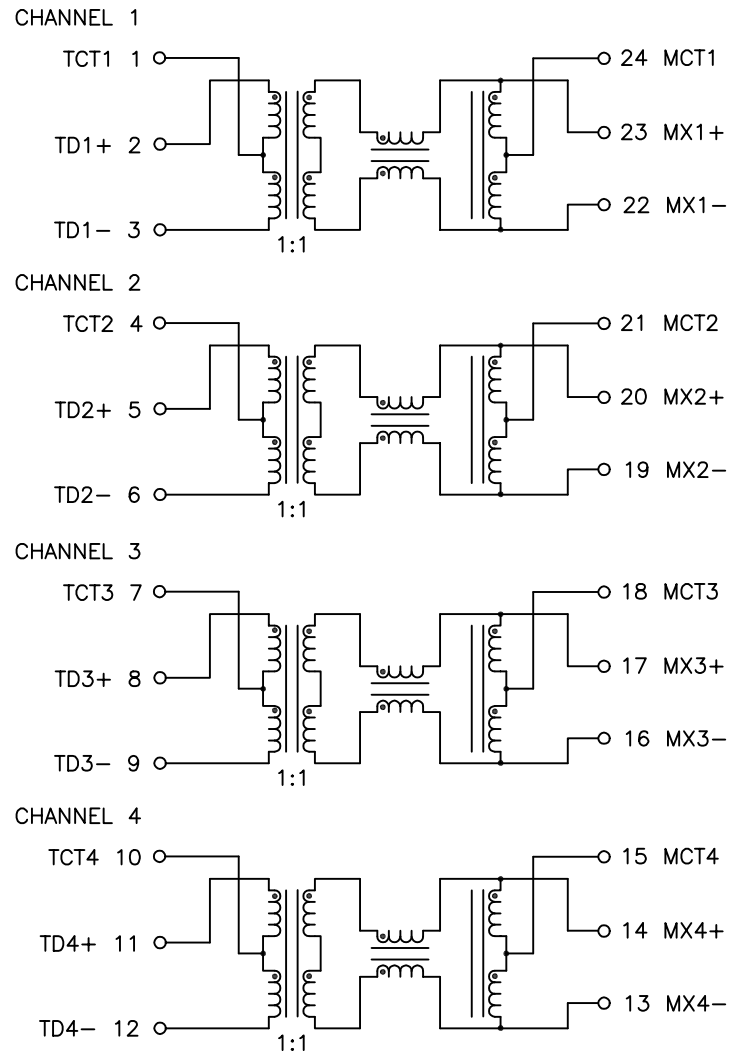 CHANNEL 1
TCT1 1
24 MCT1
TD1+ 2
23 MX1+
22 MX1-
TD1- 3
1:1
CHANNEL 2
TCT2 4
21 MCT2
TD2+ 5
20 MX2+
19 MX2-
TD2- 6
1:1
CHANNEL 3
TCT3 7
18 MCT3
TD3+ 8
17 MX3+
16 MX3-
TD3- 9
1:1
CHANNEL 4
TCT4 10
15 MCT4
TD4+ 11
14 MX4+
13 MX4-
TD4- 12
1:1